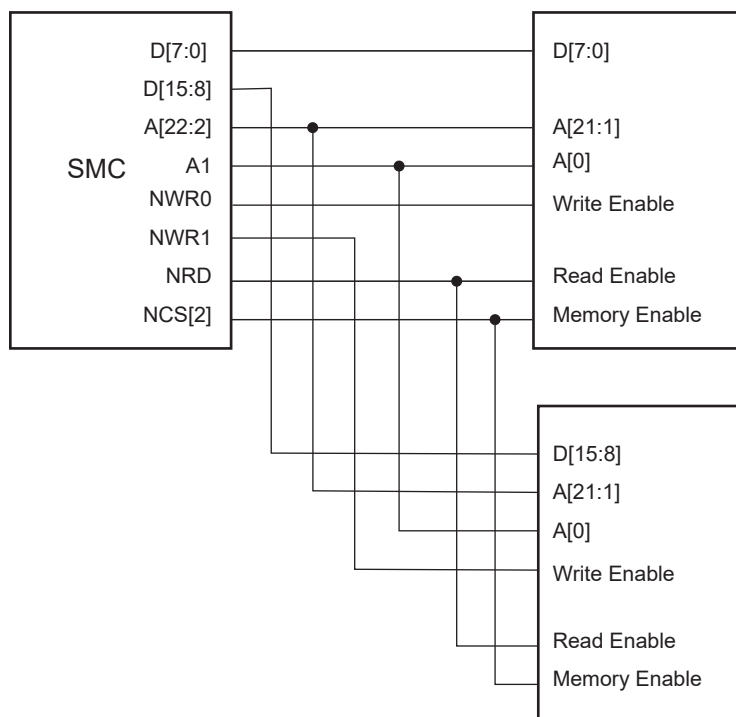 D[7:0]
D[15:8]
A[22:2]
SMC
A1
NWR0
NWR1
NRD
NCS[2]
D[7:0]
A[21:1]
A[0]
Write Enable
Read Enable
Memory Enable
D[15:8]
A[21:1]
A[0]
Write Enable
Read Enable
Memory Enable